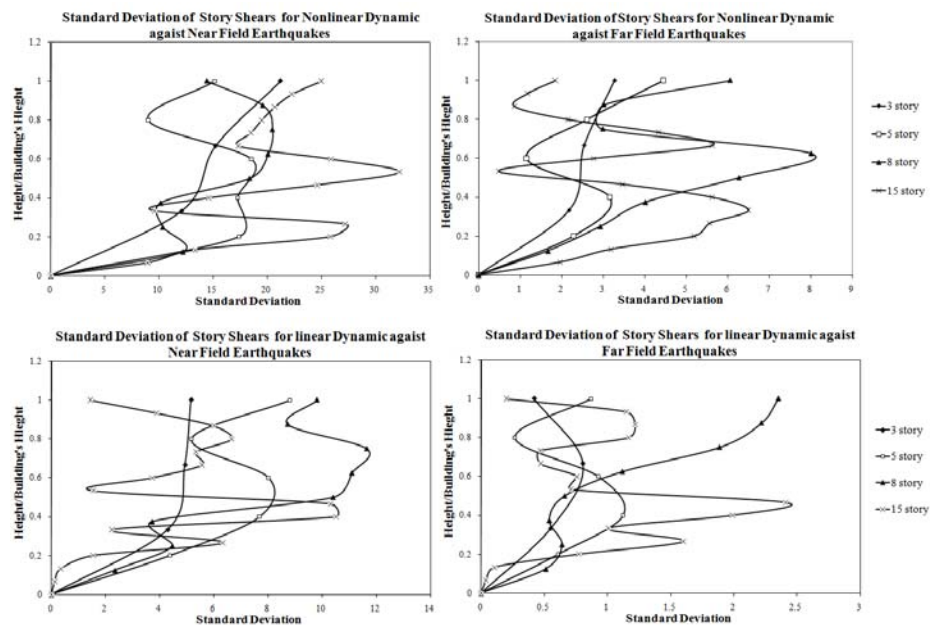 Standard Deviation of Story Shears for Nonlinear Dynamic
agaist Near Field Earthquakes
1.2
1
0.8
0.6
0.4
0.2
0
Height/Building's Hieght
0
5
10
15
20
25
30
35
Standard Deviation
Standard Deviation of Story Shears for Nonlinear Dynamic
agaist Far Field Earthquakes
1.2
1
0.8
0.6
0.4
0.2
0
Height/Building's Hieght
0
1
2
3
4
5
6
7
8
9
Standard Deviation
3 story
5 story
8 story
15 story
Standard Deviation of Story Shears for linear Dynamic agaist
Near Field Earthquakes
1.2
1
0.8
0.6
0.4
0.2
0
Height/Building's Hieght
0
2
4
6
8
10
12
14
Standard Deviation
Standard Deviation of Story Shears for linear Dynamic agaist
Far Field Earthquakes
1.2
1
0.8
0.6
0.4
0.2
0
Height/Building's Hieght
0
0.5
1
1.5
2
2.5
3
Standard Deviation
3 story
5 story
8 story
15 story